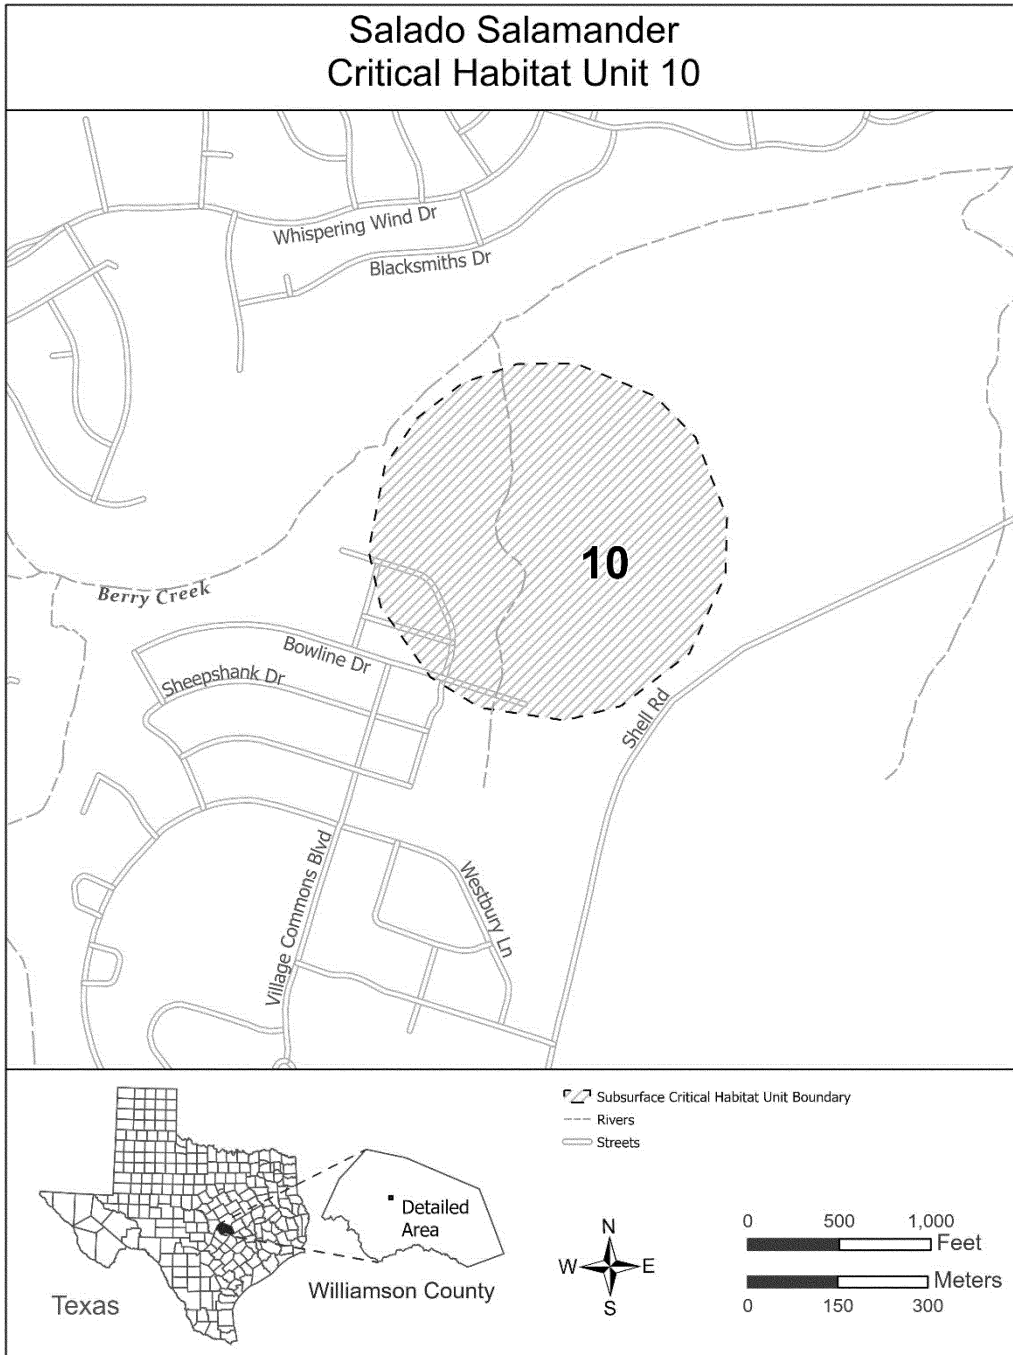 Salado Salamander
Critical Habitat Unit 10
Whispering Wind Dr
Blacksmiths Dr
10
Berry Creek
Bowline Dr
Sheepshank Dr
Shell Rd
Village Commons Blvd
Westbury Ln
Subsurface Critical Habitat Unit Boundary
Rivers
Streets
Detailed
Area
Texas
Williamson County
N
W E
S
0 500 1,000
Feet
Meters
0 150 300